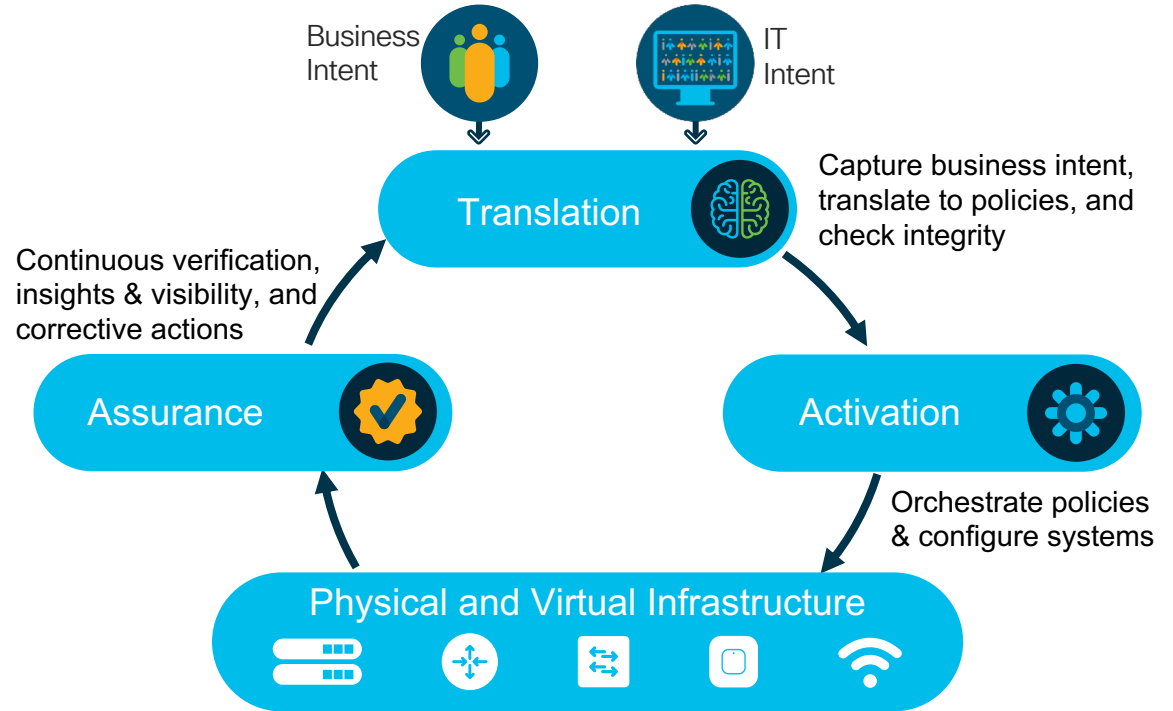 Business
Intent
IT
Intent
Translation
Capture business intent,
translate to policies, and
check integrity
Continuous verification,
insights & visibility, and
corrective actions
Assurance
Activation
Orchestrate policies
& configure systems
Physical and Virtual Infrastructure